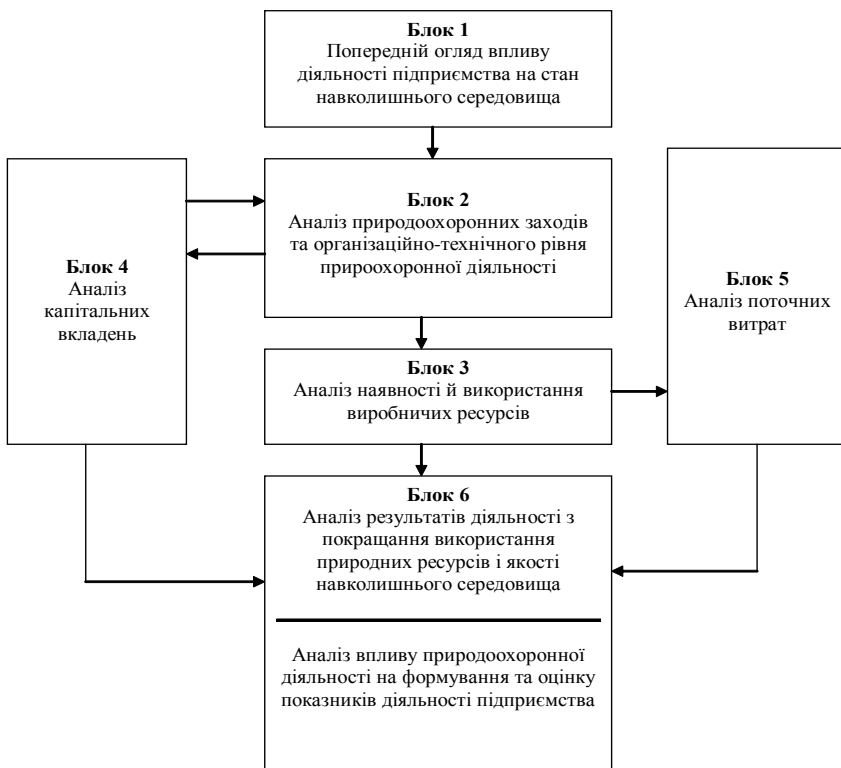 Блок 1
Попередній огляд впливу
діяльності підприємства на стан
навколишнього середовища
Блок 2
Аналіз природоохоронних заходів
та організаційно-технічного рівня
прироохоронної діяльності
Блок 4
Аналіз
капітальних
вкладень
Блок 5
Аналіз поточних
витрат
Блок 3
Аналіз наявності й використання
виробничих ресурсів
Блок 6
Аналіз результатів діяльності з
покращання використання
природних ресурсів і якості
навколишнього середовища
Аналіз впливу природоохоронної
діяльності на формування та оцінку
показників діяльності підприємства